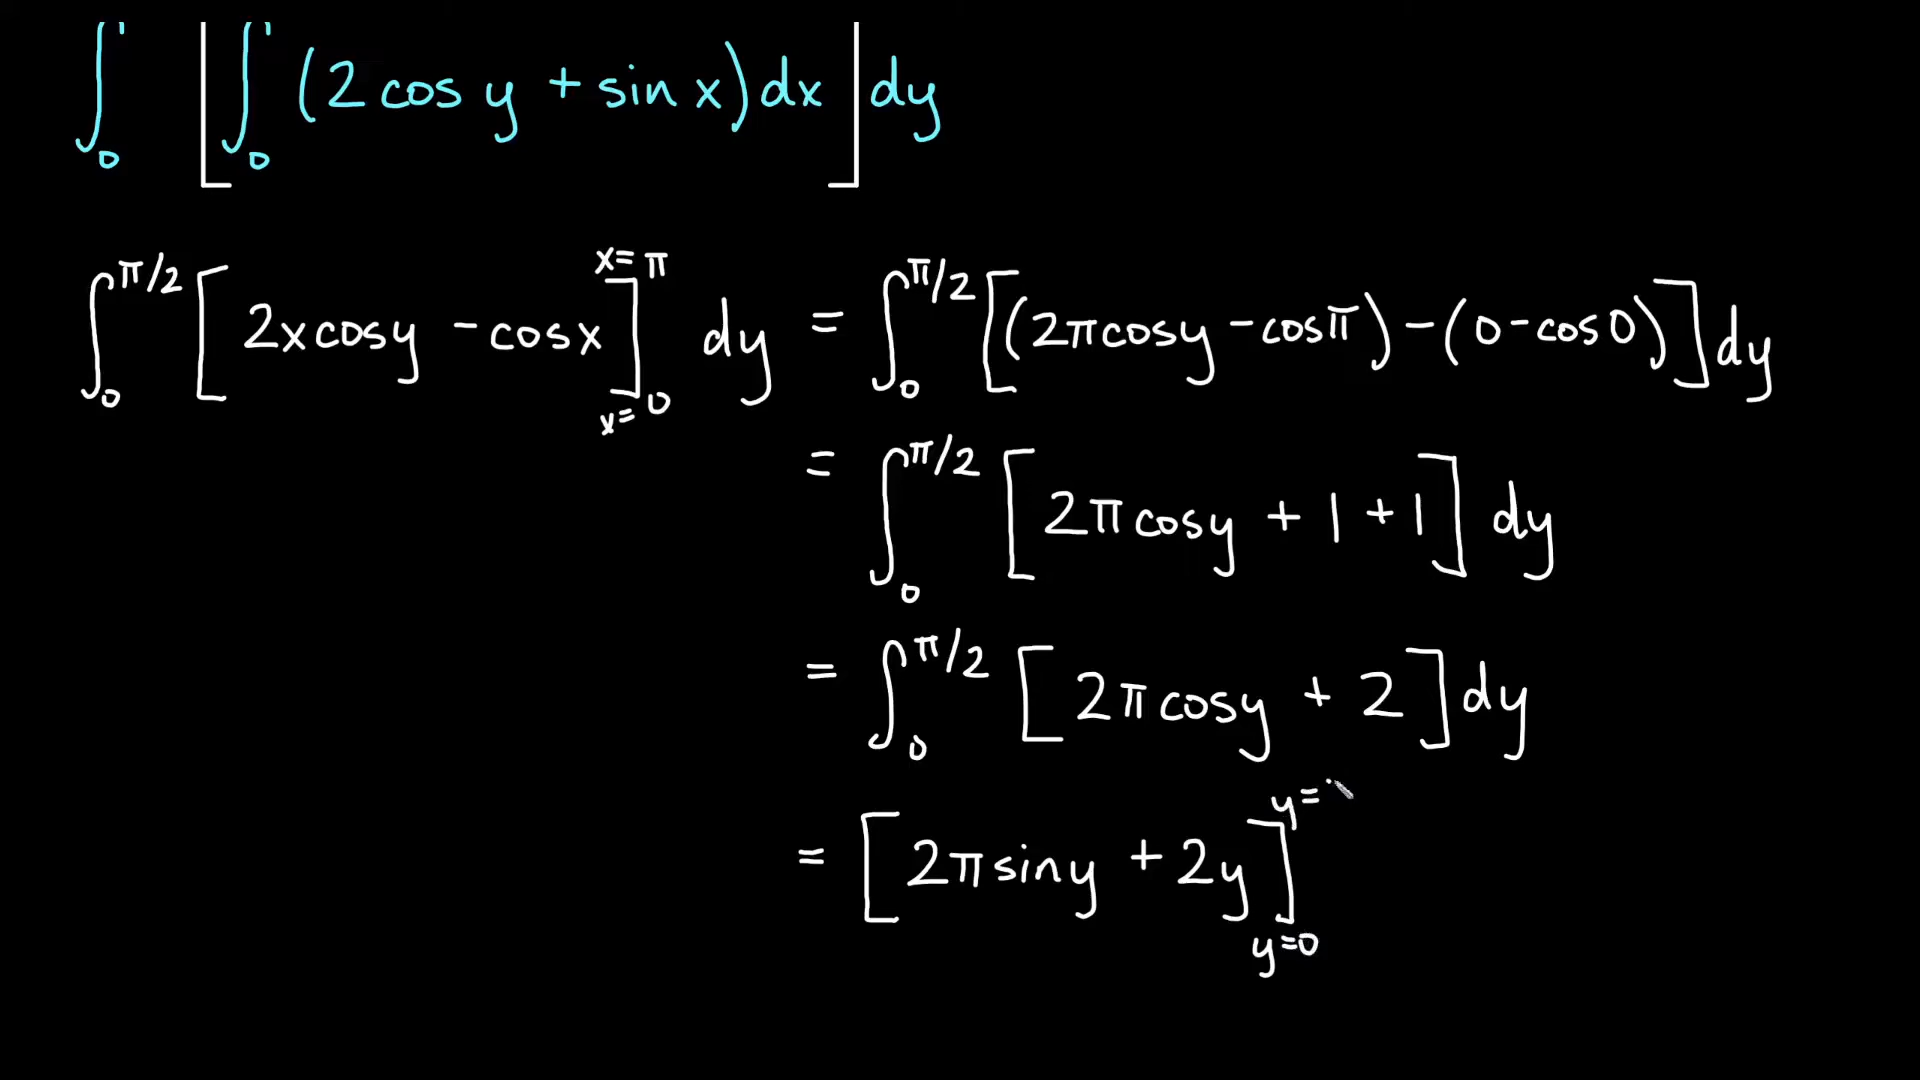 ∫₀ [∫₀ (2 cos y + sin x) dx] dy
∫₀^(π/2) [2x cos y - cos x]_(x=0)^(x=π) dy = ∫₀^(π/2) [(2π cos y - cos π) - (0 - cos 0)] dy
= ∫₀^(π/2) [2π cos y + 1 + 1] dy
= ∫₀^(π/2) [2π cos y + 2] dy
= [2π sin y + 2y]_(y=0)^(y=